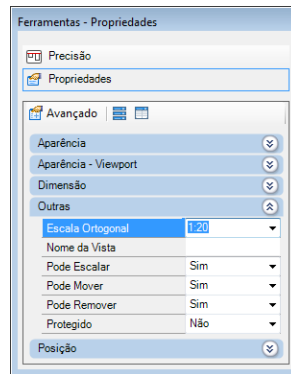 Ferramentas - Propriedades
Precisão
Propriedades
Avançado
Aparência
Aparência - Viewport
Dimensão
Outras
Escala Ortogonal 1:20
Nome da Vista
Pode Escalar Sim
Pode Mover Sim
Pode Remover Sim
Protegido Não
Posição